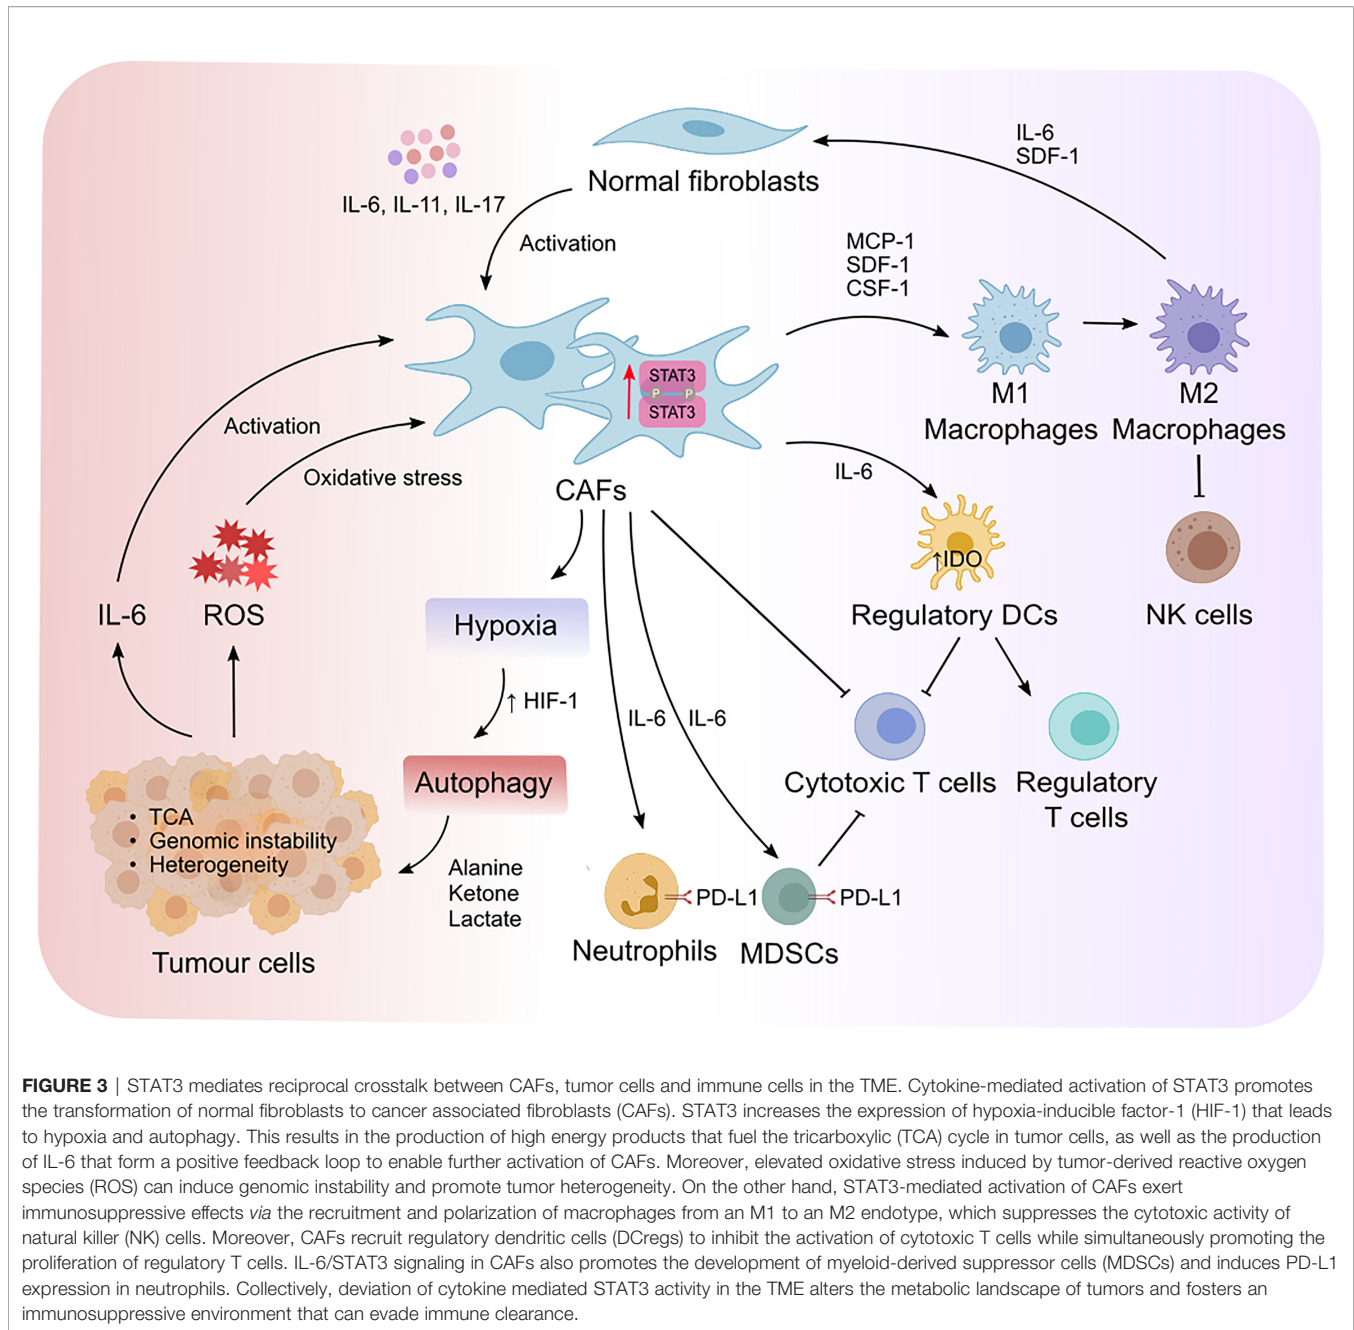 IL-6
SDF-1
Normal fibroblasts
IL-6, IL-11, IL-17
Activation
MCP-1
SDF-1
CSF-1
STAT3
P
P
STAT3
M1
Macrophages
M2
Macrophages
Activation
Oxidative stress
IL-6
CAFs
↑IDO
IL-6
ROS
Hypoxia
Regulatory DCs
NK cells
↑ HIF-1
IL-6
IL-6
Autophagy
Cytotoxic T cells
Regulatory
T cells
• TCA
• Genomic instability
• Heterogeneity
Alanine
Ketone
Lactate
PD-L1
PD-L1
Tumour cells
Neutrophils
MDSCs
FIGURE 3 | STAT3 mediates reciprocal crosstalk between CAFs, tumor cells and immune cells in the TME. Cytokine-mediated activation of STAT3 promotes
the transformation of normal fibroblasts to cancer associated fibroblasts (CAFs). STAT3 increases the expression of hypoxia-inducible factor-1 (HIF-1) that leads
to hypoxia and autophagy. This results in the production of high energy products that fuel the tricarboxylic (TCA) cycle in tumor cells, as well as the production
of IL-6 that form a positive feedback loop to enable further activation of CAFs. Moreover, elevated oxidative stress induced by tumor-derived reactive oxygen
species (ROS) can induce genomic instability and promote tumor heterogeneity. On the other hand, STAT3-mediated activation of CAFs exert
immunosuppressive effects via the recruitment and polarization of macrophages from an M1 to an M2 endotype, which suppresses the cytotoxic activity of
natural killer (NK) cells. Moreover, CAFs recruit regulatory dendritic cells (DCregs) to inhibit the activation of cytotoxic T cells while simultaneously promoting the
proliferation of regulatory T cells. IL-6/STAT3 signaling in CAFs also promotes the development of myeloid-derived suppressor cells (MDSCs) and induces PD-L1
expression in neutrophils. Collectively, deviation of cytokine mediated STAT3 activity in the TME alters the metabolic landscape of tumors and fosters an
immunosuppressive environment that can evade immune clearance.